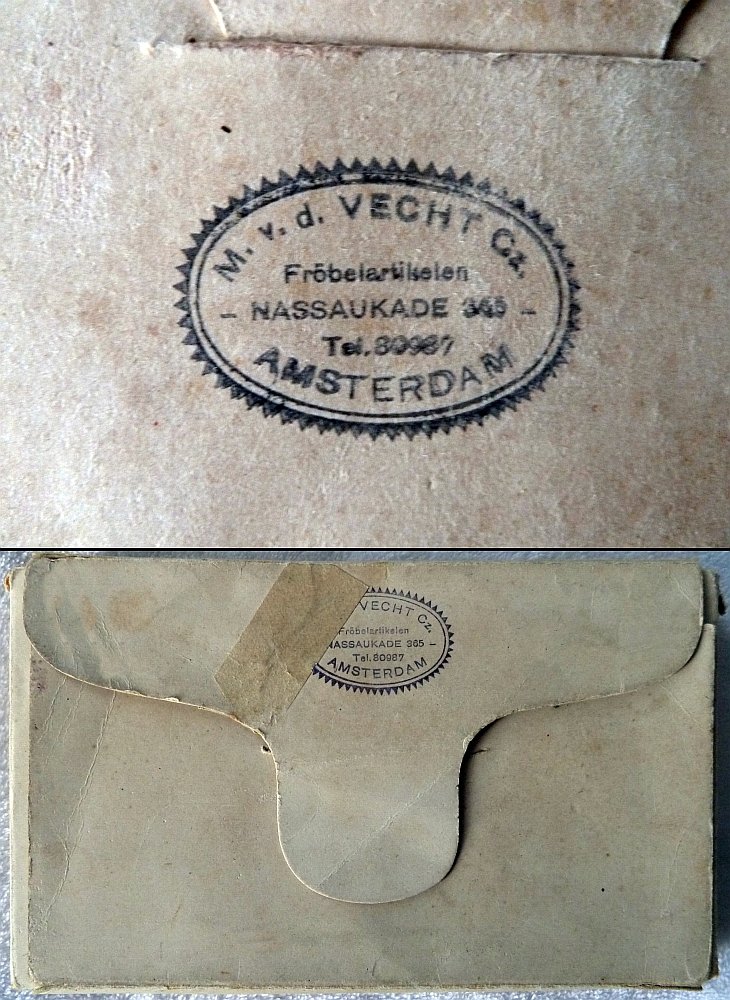 M. v. d. VECHT Cz.
Fröbelartikelen
- NASSAUKADE 365 -
Tel. 80987
AMSTERDAM
VECHT Cz.
Fröbelartikelen
NASSAUKADE 365 -
Tel. 80987
AMSTERDAM